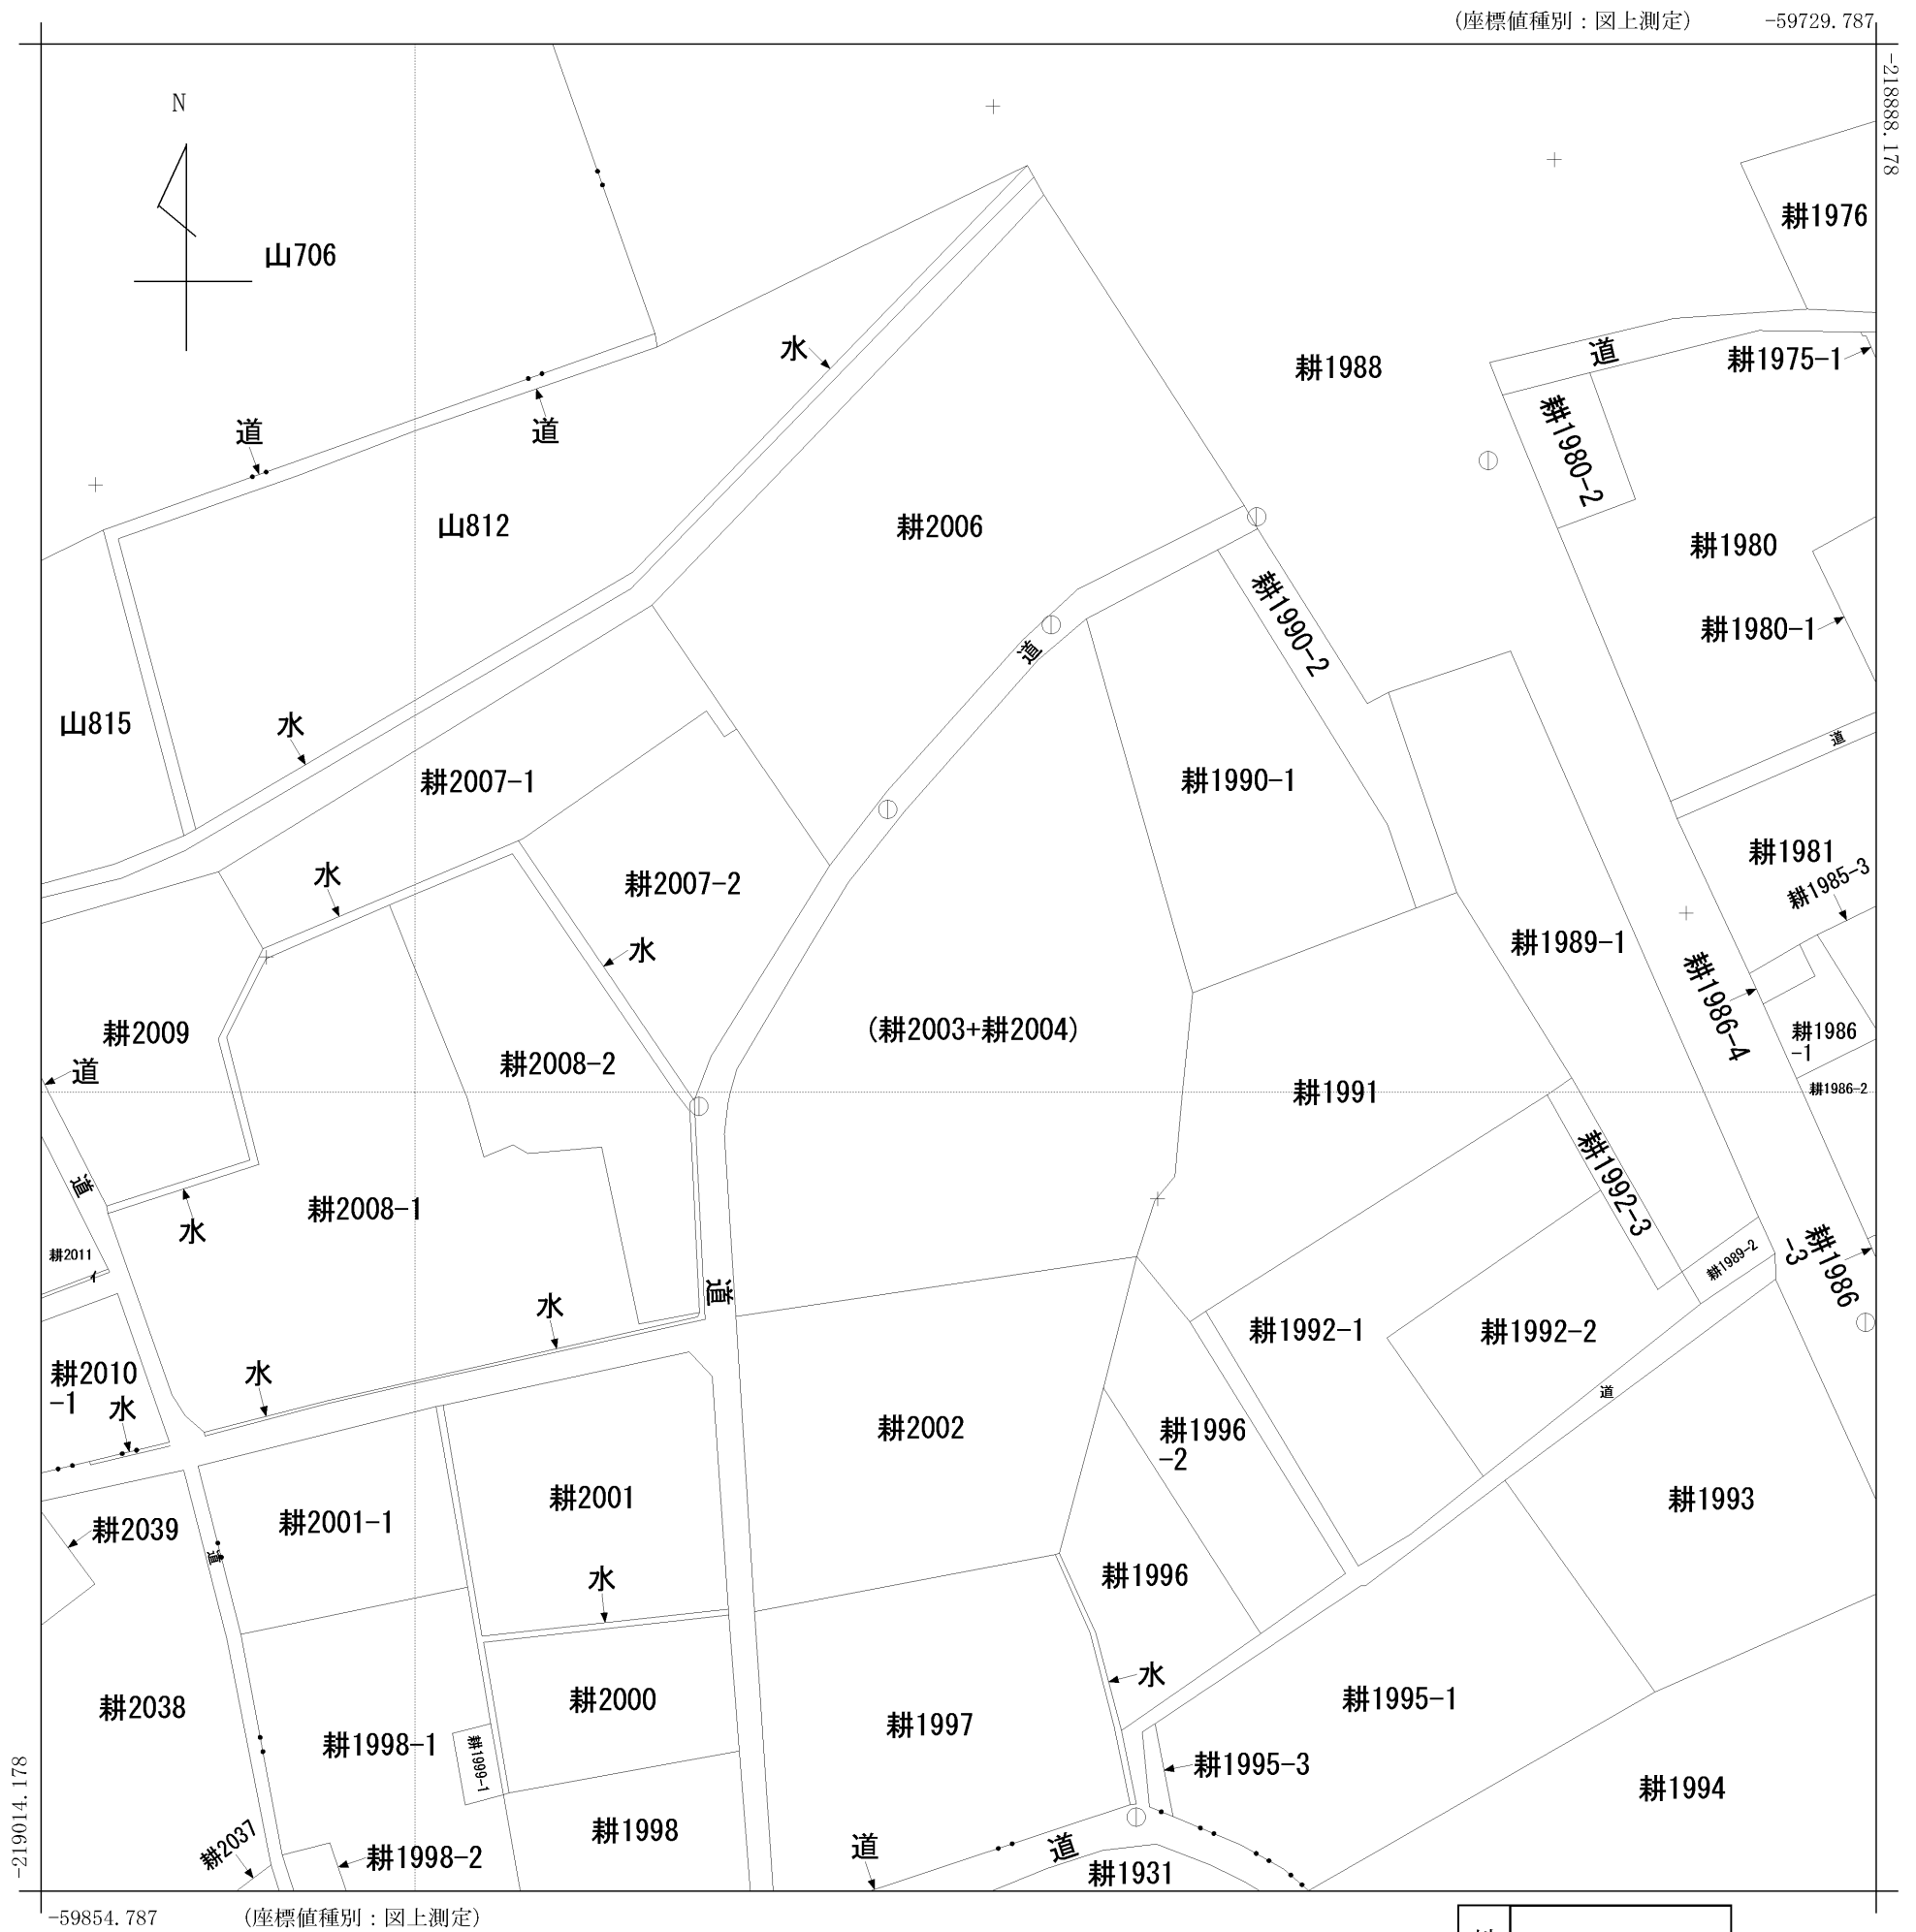 (座標値種別：図上測定)
-59729.787
-218888.178
N
山706
耕1976
水
耕1988
道
耕1975-1
道
道
耕1980-2
山812
耕2006
耕1980
耕1990-2
耕1980-1
道
山815
水
耕2007-1
耕1990-1
道
耕1981
水
耕2007-2
耕1985-3
水
耕1989-1
耕1986-4
耕2009
(耕2003+耕2004)
耕1986
-1
道
耕2008-2
耕1991
耕1986-2
道
耕1992-3
水
耕2008-1
耕2011
イ
耕1989-2
耕1986
-3
道
水
耕1992-1
耕1992-2
耕2010
-1
水
水
道
耕2002
耕1996
-2
耕2001
耕1993
耕2039
耕2001-1
道
水
耕1996
水
耕2038
耕2000
耕1997
耕1995-1
耕1998-1
耕1999-1
耕1995-3
耕1994
耕2037
耕1998-2
耕1998
道
道
耕1931
-219014.178
-59854.787
(座標値種別：図上測定)